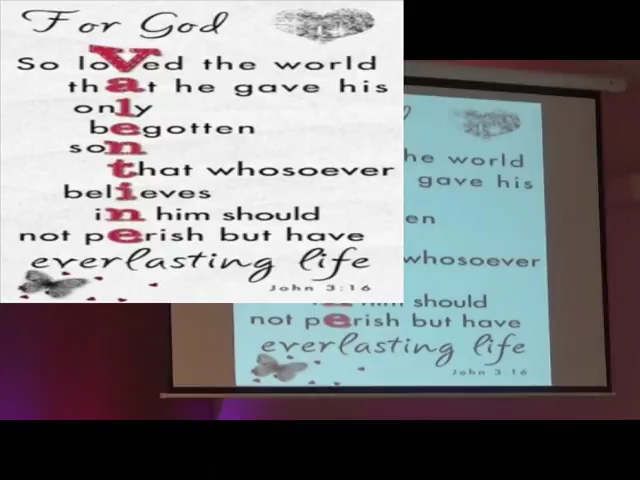 For God
So loved the world
that he gave his
only
begotten
son
that whosoever
believes
in him should
not perish but have
everlasting life
John 3:16
he world
gave his
en
whosoever
him should
not perish but have
everlasting life
John 3:16